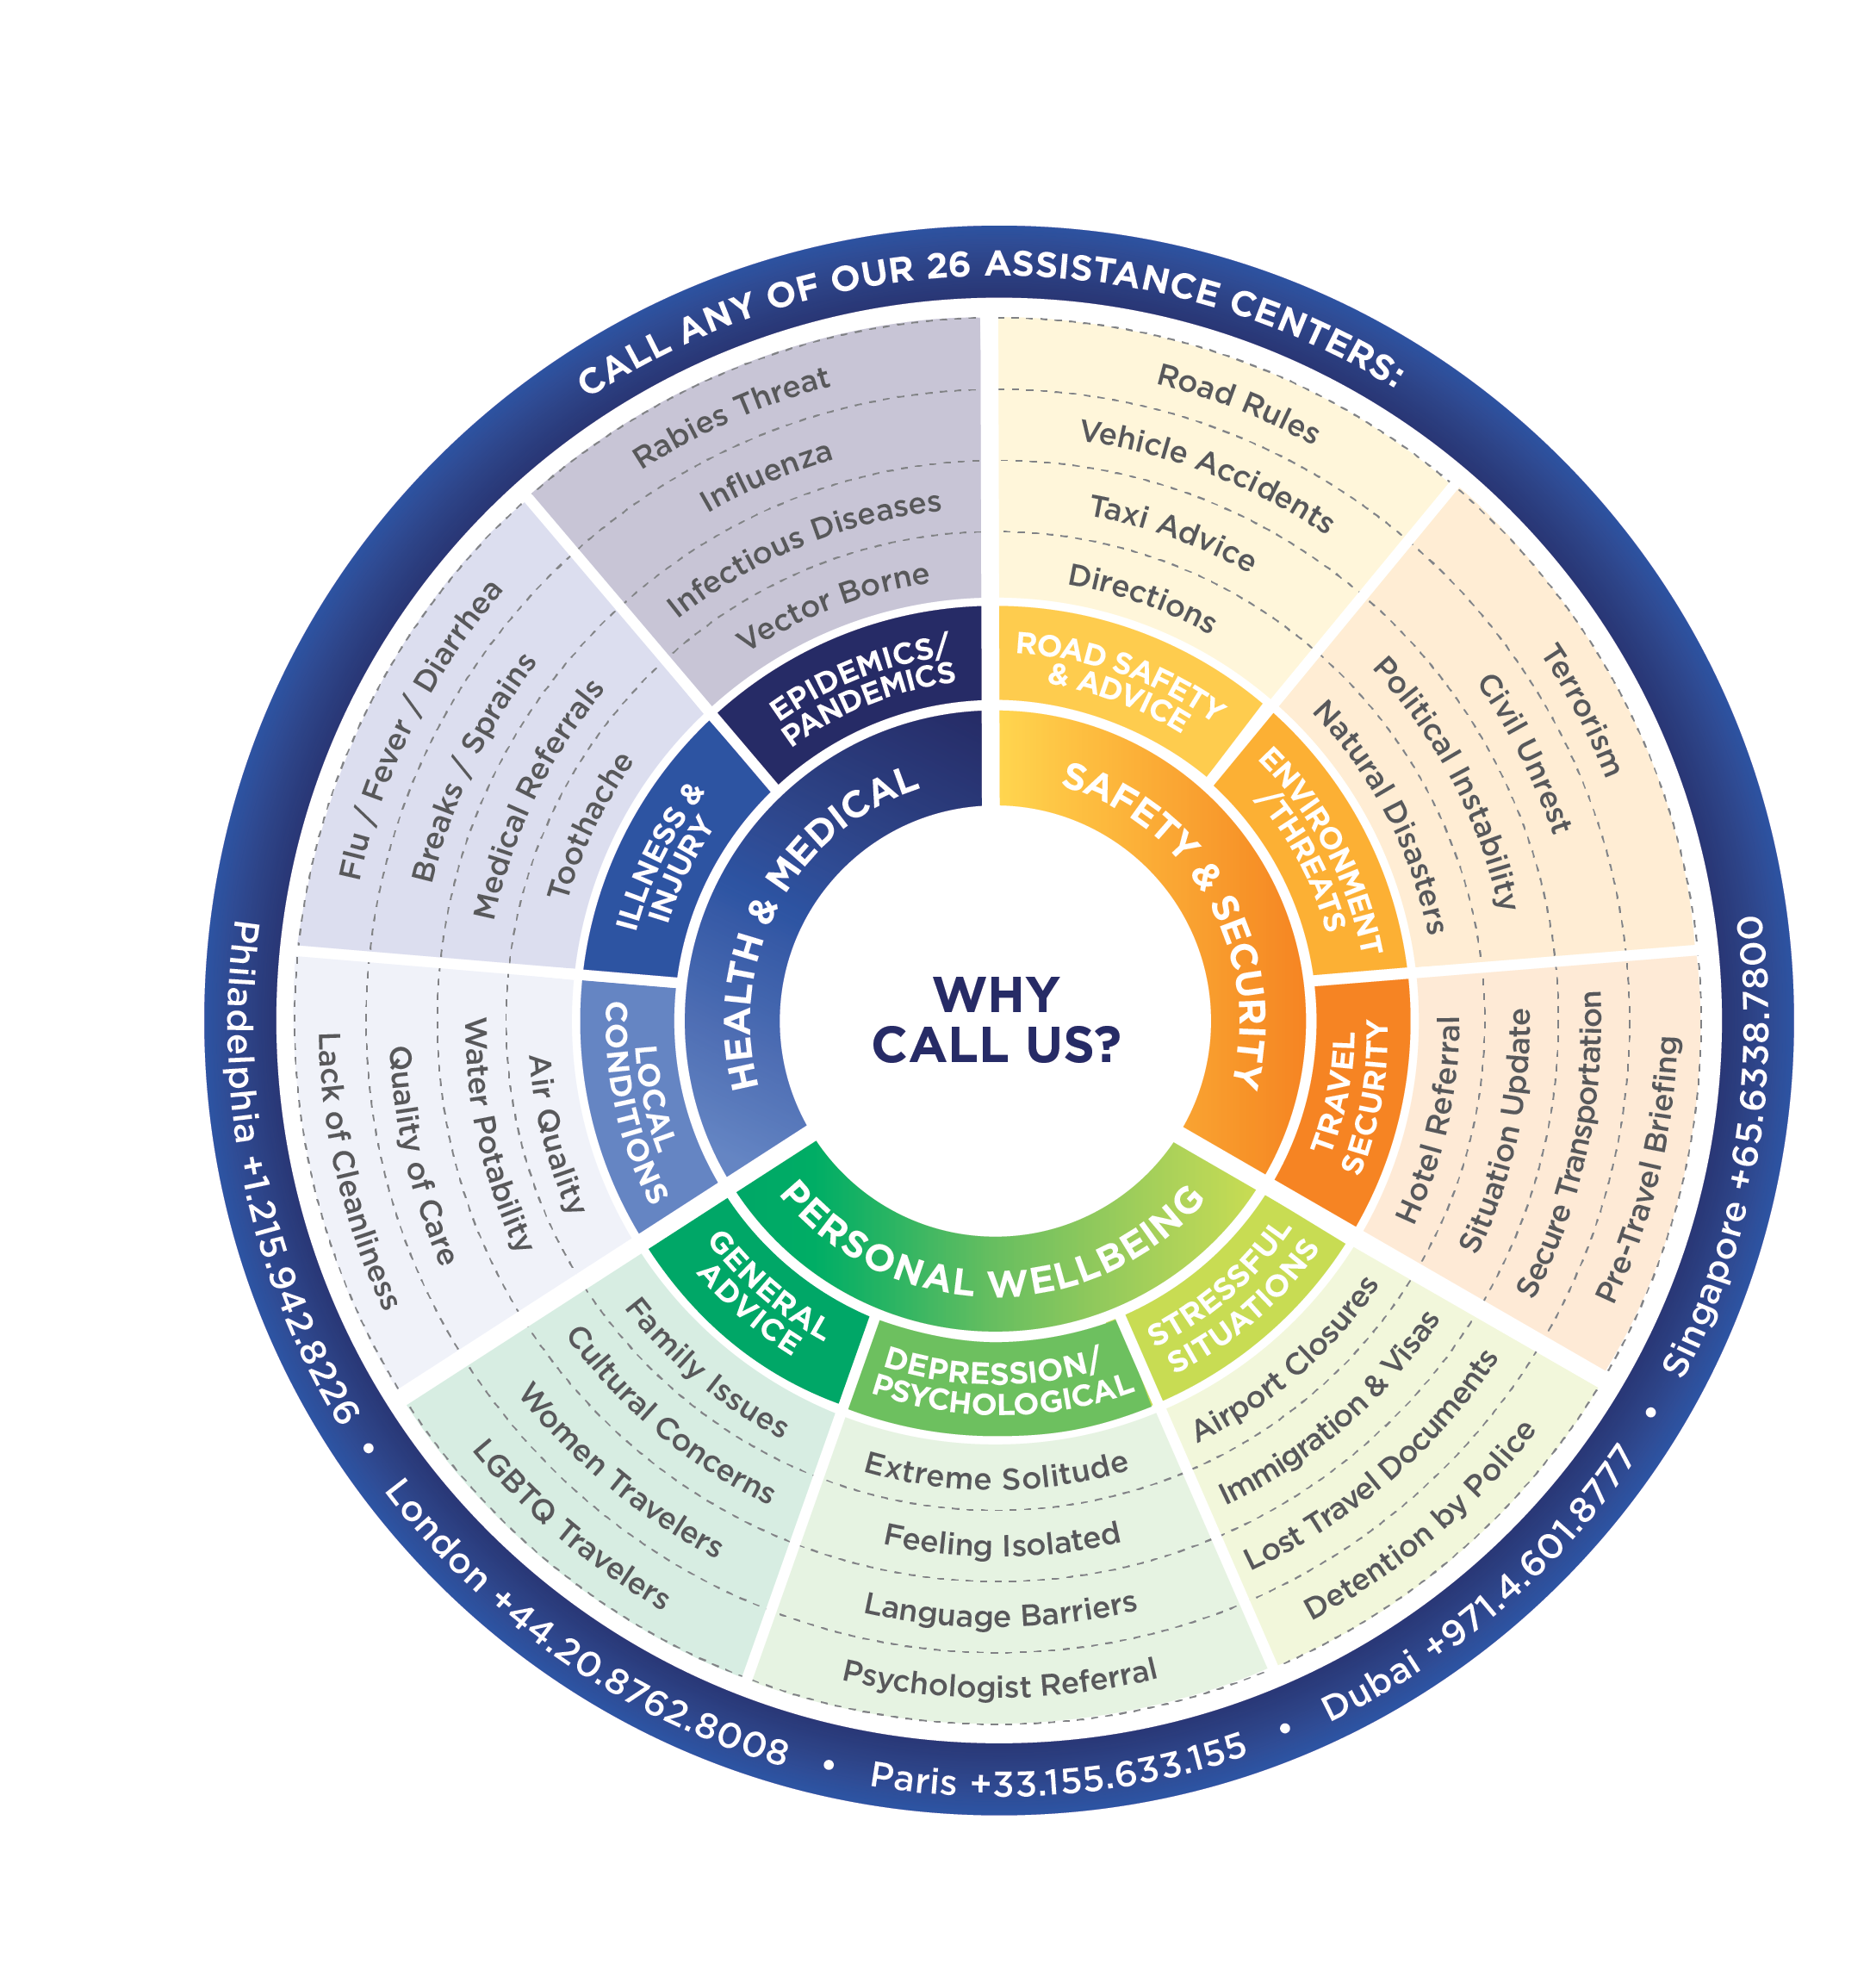 CALL ANY OF OUR 26 ASSISTANCE CENTERS:
Philadelphia +1.215.942.8226 • London +44.20.8762.8008 • Paris +33.155.633.155 • Dubai +971.4.601.8777 • Singapore +65.6338.7800
WHY
CALL US?
HEALTH & MEDICAL
EPIDEMICS/
PANDEMICS
Rabies Threat
Influenza
Infectious Diseases
Vector Borne
ILLNESS &
INJURY
Flu / Fever / Diarrhea
Breaks / Sprains
Medical Referrals
Toothache
LOCAL
CONDITIONS
Lack of Cleanliness
Quality of Care
Water Potability
Air Quality
SAFETY & SECURITY
ROAD SAFETY
& ADVICE
Road Rules
Vehicle Accidents
Taxi Advice
Directions
ENVIRONMENT
/THREATS
Terrorism
Civil Unrest
Political Instability
Natural Disasters
TRAVEL
SECURITY
Hotel Referral
Situation Update
Secure Transportation
Pre-Travel Briefing
PERSONAL WELLBEING
GENERAL
ADVICE
Family Issues
Cultural Concerns
Women Travelers
LGBTQ Travelers
DEPRESSION/
PSYCHOLOGICAL
Extreme Solitude
Feeling Isolated
Language Barriers
Psychologist Referral
STRESSFUL
SITUATIONS
Airport Closures
Immigration & Visas
Lost Travel Documents
Detention by Police